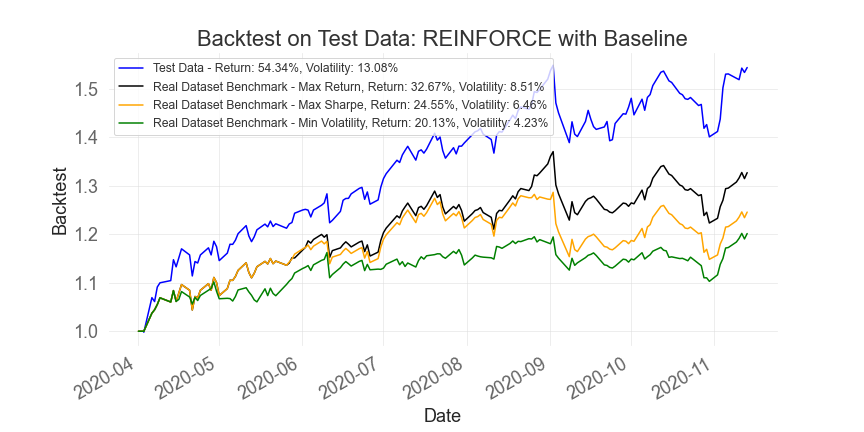 Backtest on Test Data: REINFORCE with Baseline
Test Data - Return: 54.34%, Volatility: 13.08%
Real Dataset Benchmark - Max Return, Return: 32.67%, Volatility: 8.51%
Real Dataset Benchmark - Max Sharpe, Return: 24.55%, Volatility: 6.46%
Real Dataset Benchmark - Min Volatility, Return: 20.13%, Volatility: 4.23%
Backtest
1.5
1.4
1.3
1.2
1.1
1.0
2020-04
2020-05
2020-06
2020-07
2020-08
2020-09
2020-10
2020-11
Date